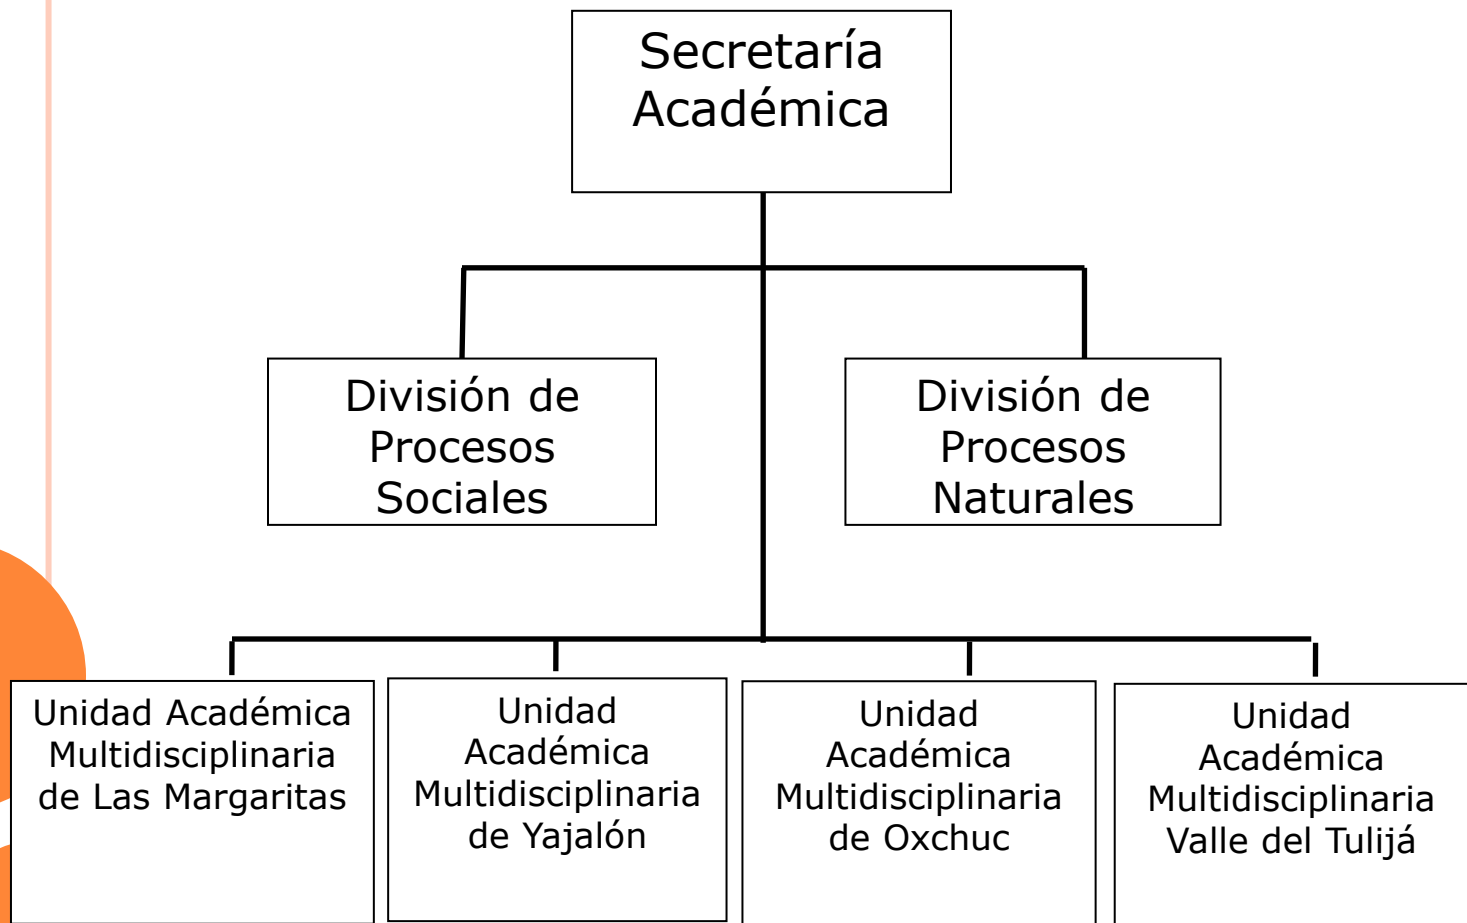 Secretaría
Académica
División de
Procesos
Sociales
División de
Procesos
Naturales
Unidad Académica
Multidisciplinaria
de Las Margaritas
Unidad
Académica
Multidisciplinaria
de Yajalón
Unidad
Académica
Multidisciplinaria
de Oxchuc
Unidad
Académica
Multidisciplinaria
Valle del Tulijá